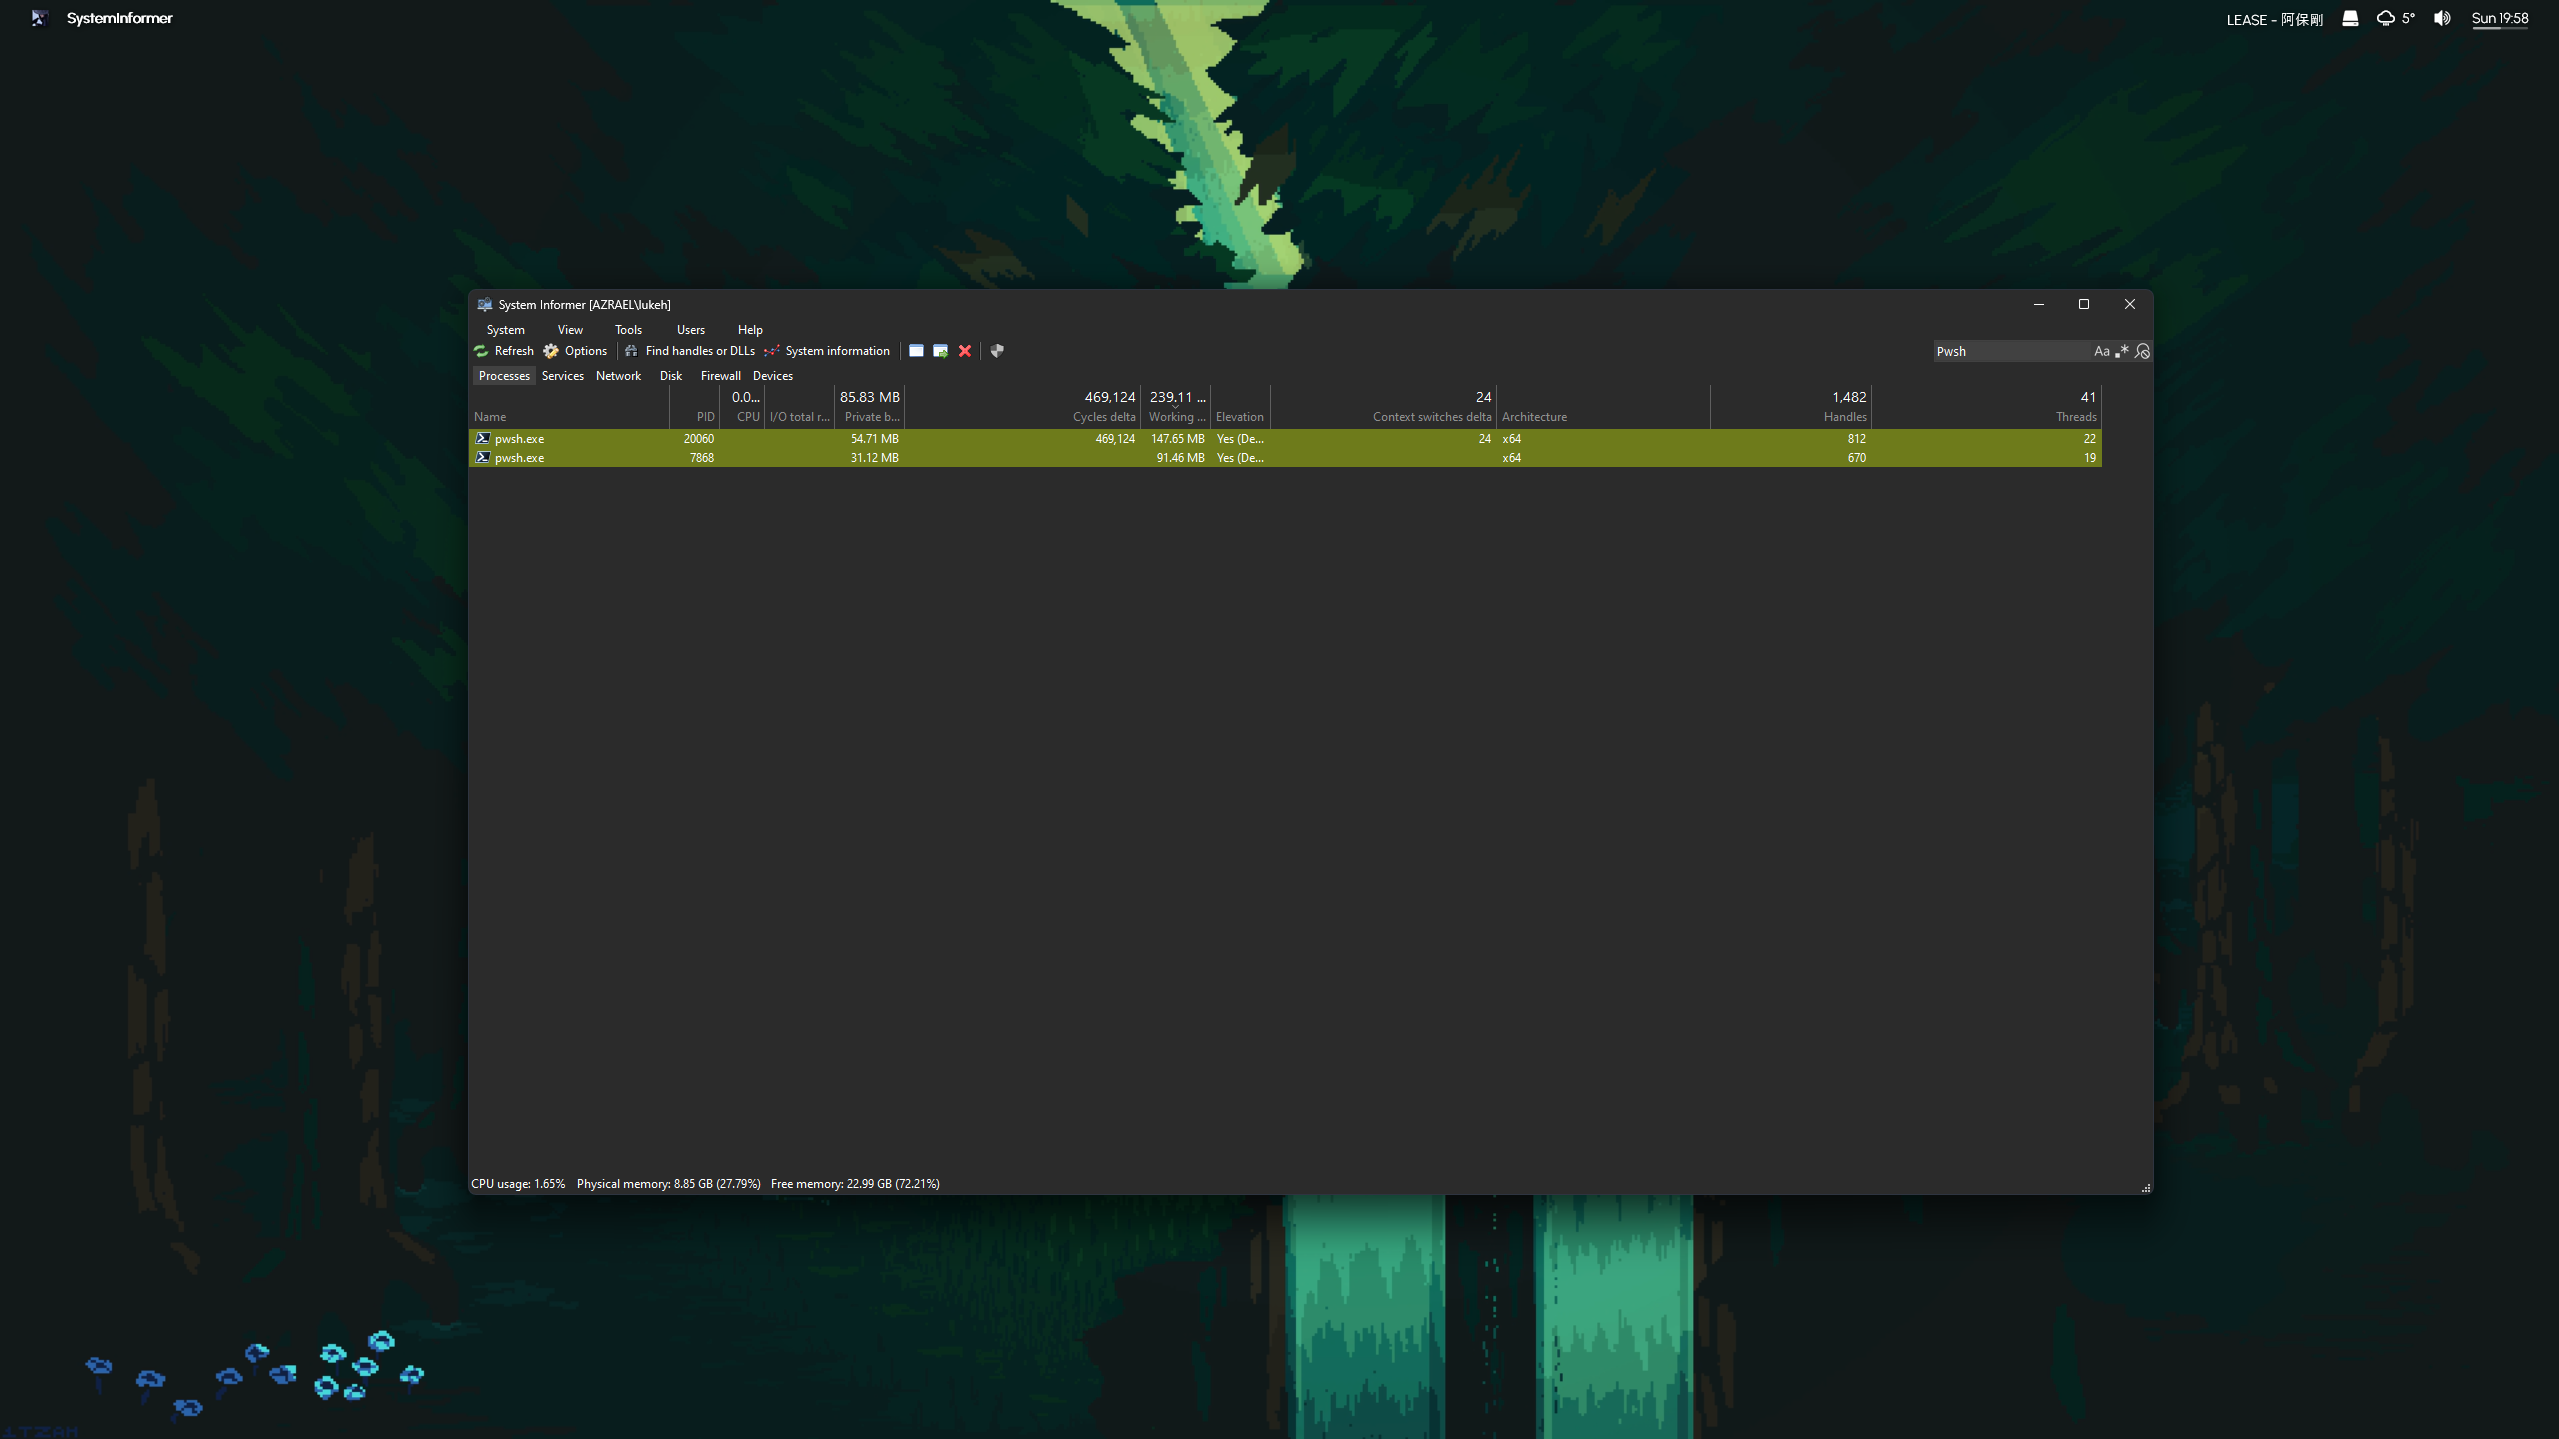 SystemInformer
LEASE - 阿保剛 5° Sun 19:58
System Informer [AZRAEL\lukeh]
System View Tools Users Help
Refresh Options Find handles or DLLs System information Pwsh Aa .*
Processes Services Network Disk Firewall Devices
0.0... 85.83 MB 469,124 239.11 ... 24 1,482 41
Name PID CPU I/O total r... Private b... Cycles delta Working ... Elevation Context switches delta Architecture Handles Threads
pwsh.exe 20060 54.71 MB 469,124 147.65 MB Yes (De... 24 x64 812 22
pwsh.exe 7868 31.12 MB 91.46 MB Yes (De... x64 670 19
CPU usage: 1.65% Physical memory: 8.85 GB (27.79%) Free memory: 22.99 GB (72.21%)